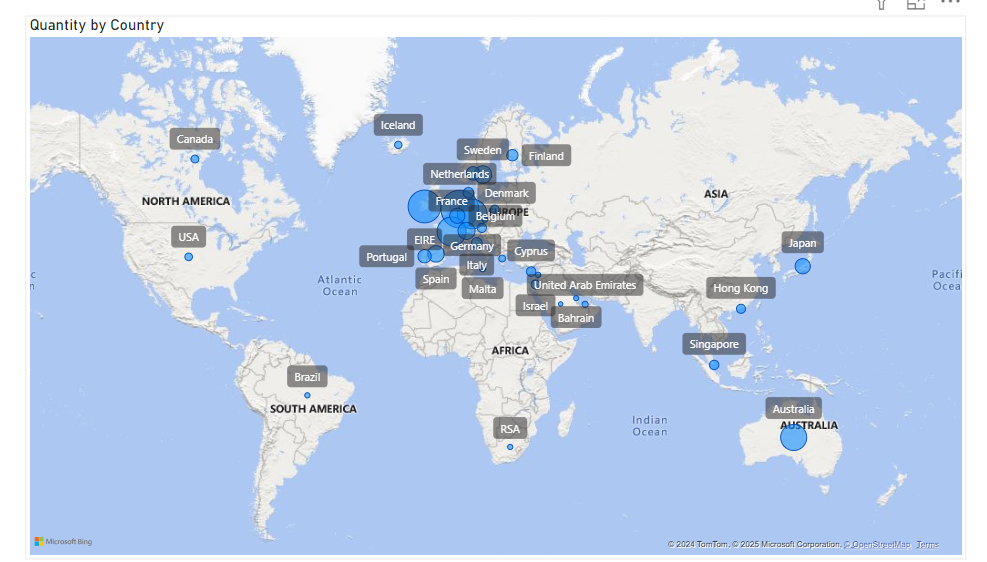 Quantity by Country
Iceland
Canada
Sweden
Finland
Netherlands
Denmark
ASIA
NORTH AMERICA
France
Belgium
USA
EIRE
Germany
Japan
Portugal
Cyprus
Italy
Atlantic
Ocean
Spain
Malta
United Arab Emirates
Hong Kong
Israel
Bahrain
Singapore
AFRICA
Brazil
SOUTH AMERICA
Australia
AUSTRALIA
RSA
Indian
Ocean
Microsoft Bing
© 2024 TomTom, © 2025 Microsoft Corporation, © OpenStreetMap Terms